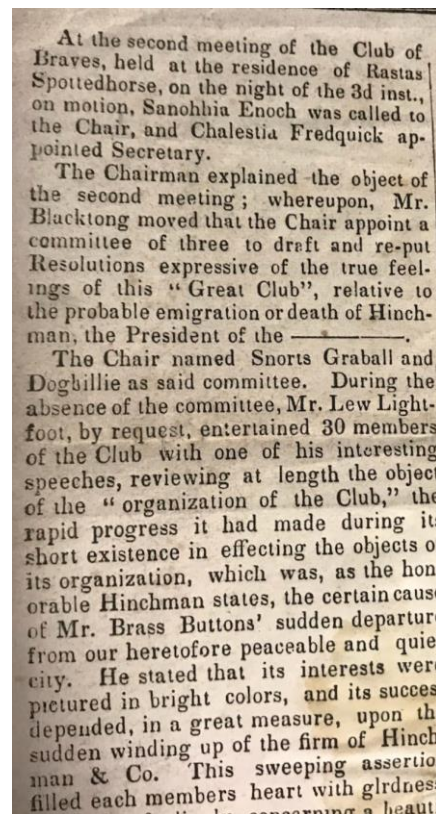 At the second meeting of the Club of
Braves, held at the residence of Rastas
Spottedhorse, on the night of the 3d inst.,
on motion, Sanohhia Enoch was called to
the Chair, and Chalestia Fredquick ap-
pointed Secretary.
The Chairman explained the object of
the second meeting ; whereupon, Mr.
Blacktong moved that the Chair appoint a
committee of three to draft and re-put
Resolutions expressive of the true feel-
ings of this “ Great Club”, relative to
the probable emigration or death of Hinch-
man, the President of the ————.
The Chair named Snorts Graball and
Dogbillie as said committee. During the
absence of the committee, Mr. Lew Light-
foot, by request, entertained 30 members
of the Club with one of his interesting
speeches, reviewing at length the object
of the “ organization of the Club,” the
rapid progress it had made during it
short existence in effecting the objects o
its organization, which was, as the hon
orable Hinchman states, the certain cause
of Mr. Brass Buttons’ sudden departur
from our heretofore peaceable and quie
city. He stated that its interests were
pictured in bright colors, and its succes
depended, in a great measure, upon th
sudden winding up of the firm of Hinch
man & Co. This sweeping assertio
filled each members heart with glrdness
concerning a beaut